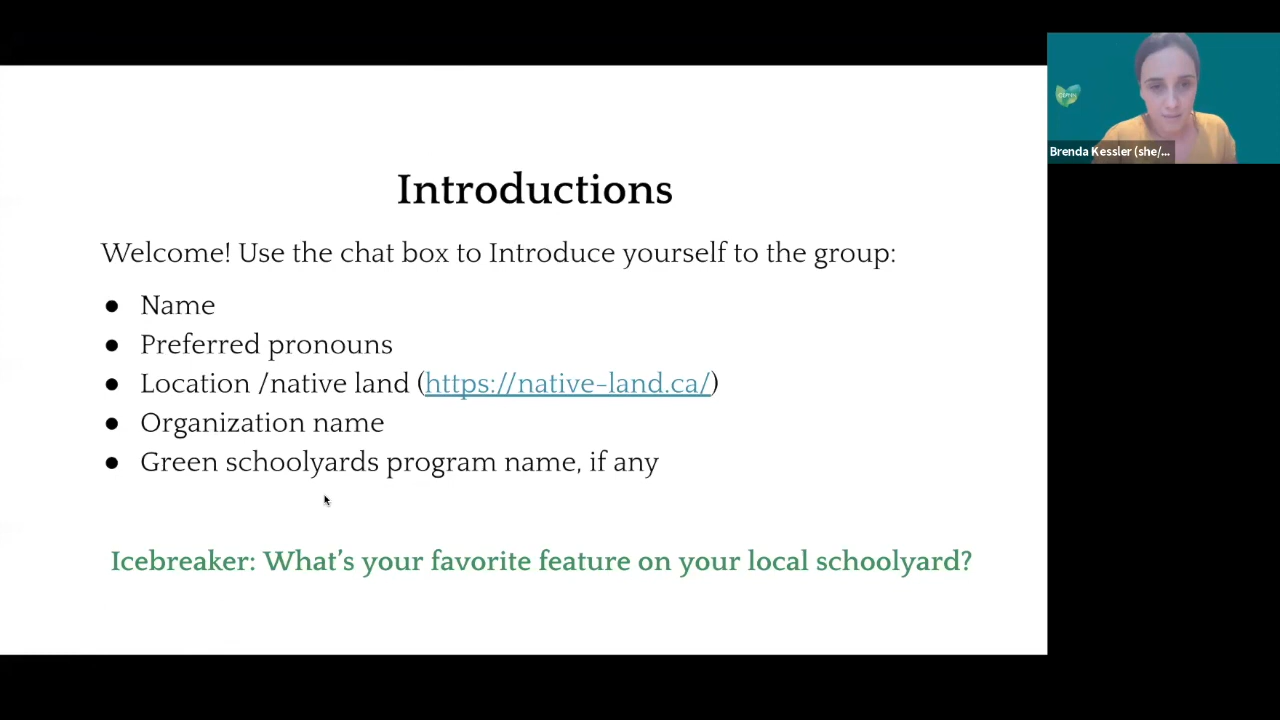 Introductions
Welcome! Use the chat box to Introduce yourself to the group:
● Name
● Preferred pronouns
● Location /native land (https://native-land.ca/)
● Organization name
● Green schoolyards program name, if any
Icebreaker: What's your favorite feature on your local schoolyard?
Brenda Kessler (she/...